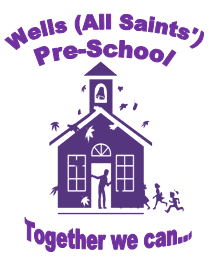 Wells (All Saints')
Pre-School
Together we can...